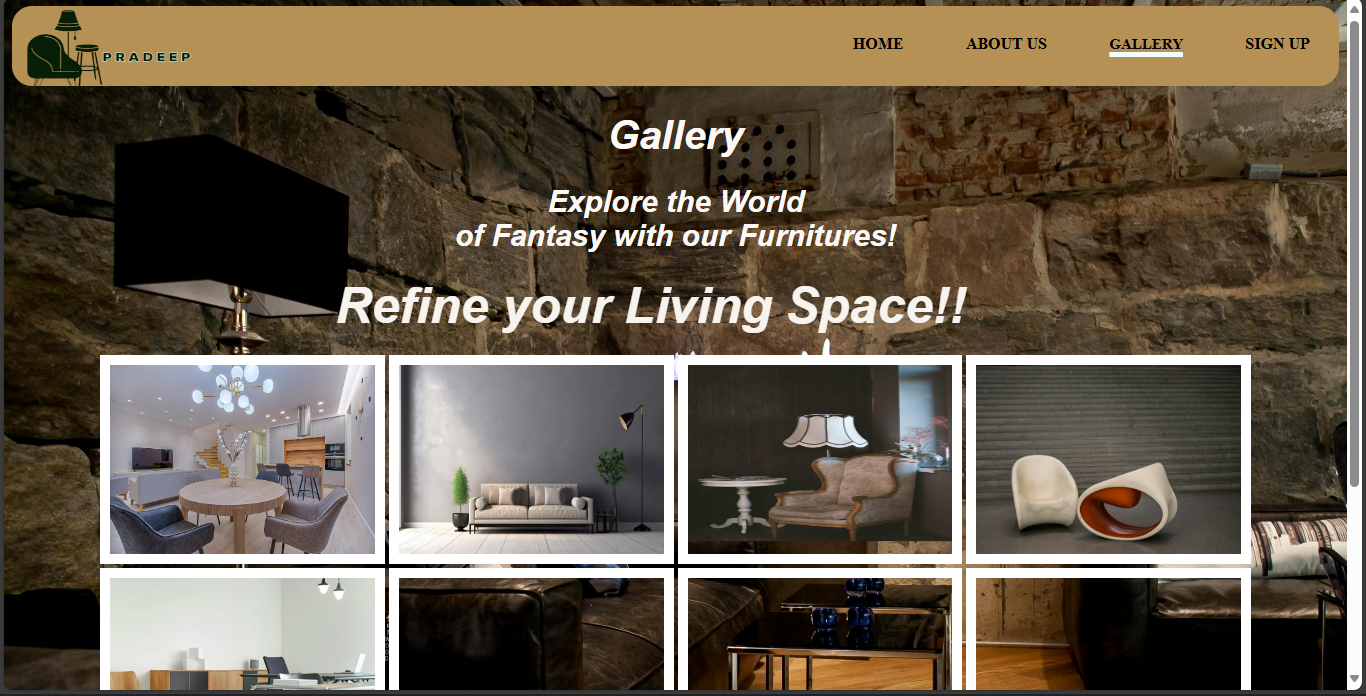 PRADEEP
HOME
ABOUT US
GALLERY
SIGN UP
Gallery
Explore the World
of Fantasy with our Furnitures!
Refine your Living Space!!